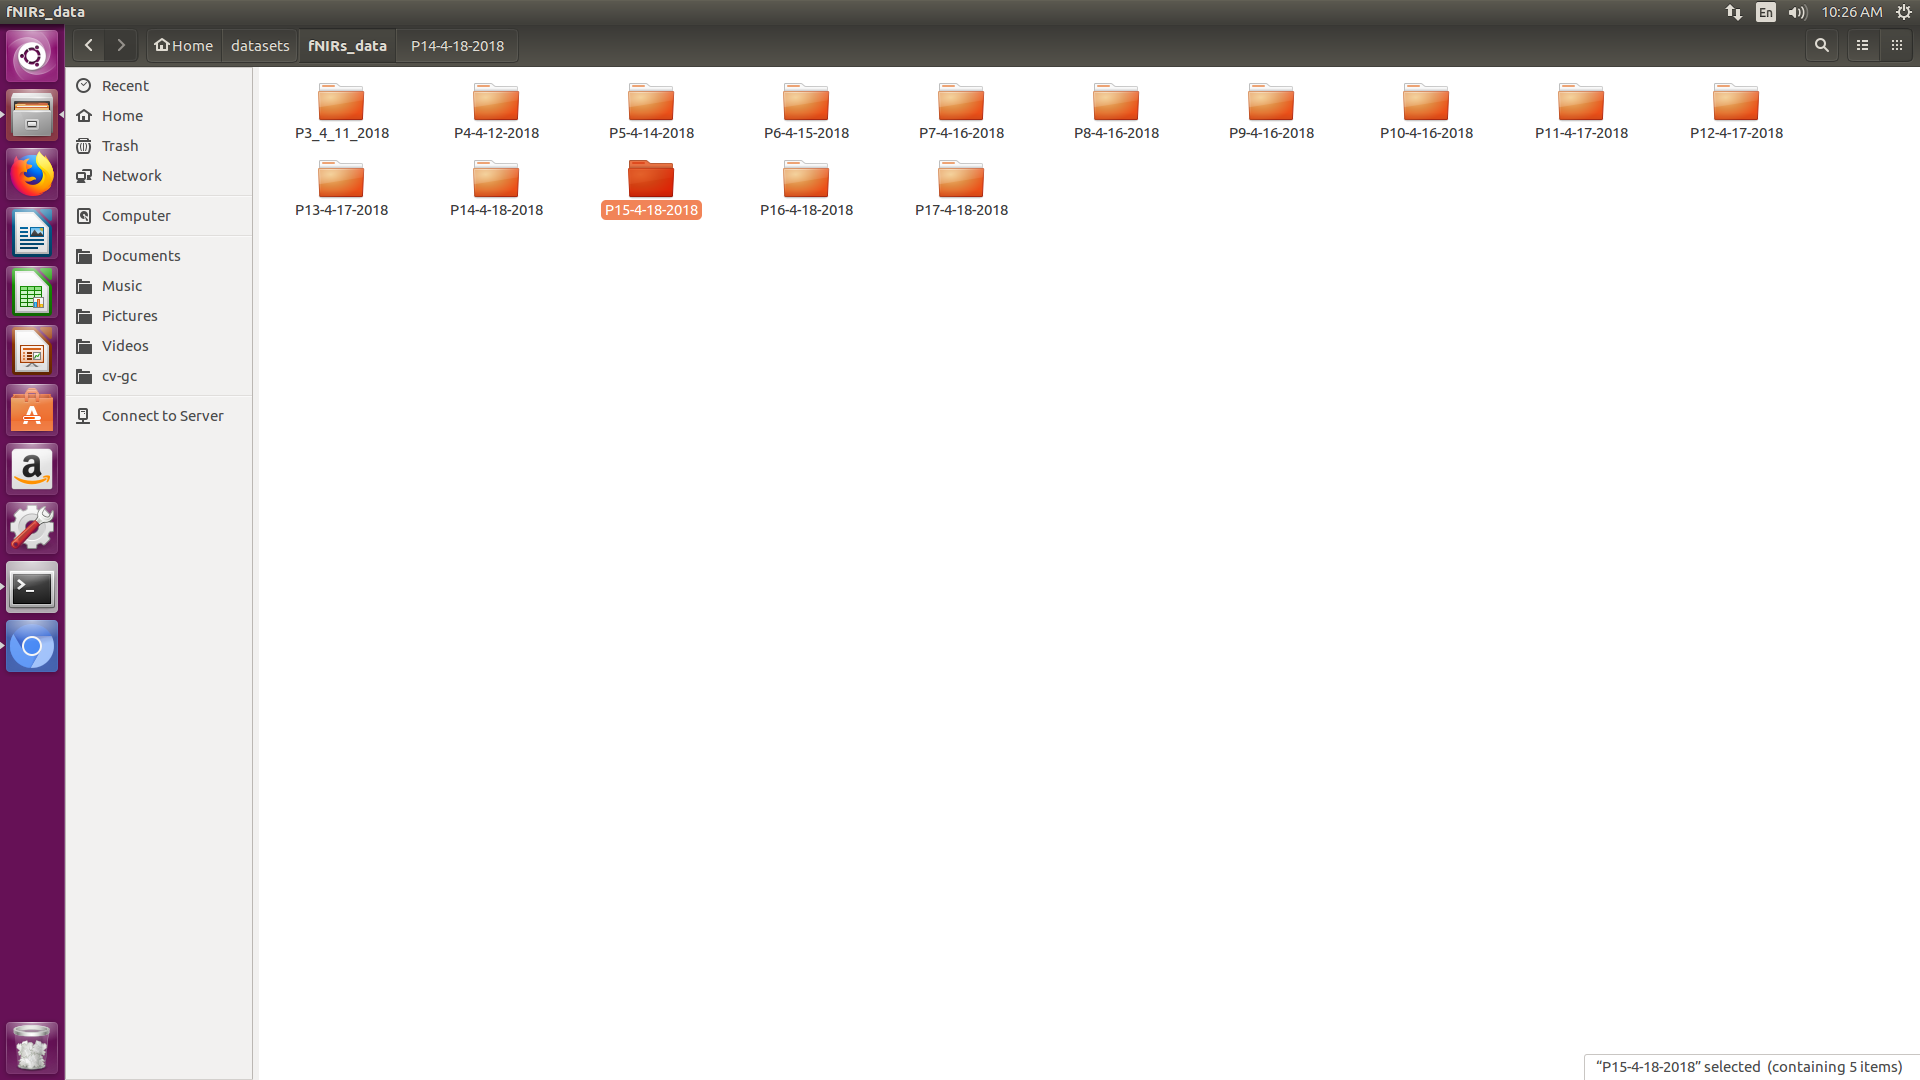 fNIRs_data
En
10:26 AM
Home
datasets
fNIRs_data
P14-4-18-2018
Recent
Home
Trash
Network
Computer
Documents
Music
Pictures
Videos
cv-gc
Connect to Server
P3_4_11_2018
P4-4-12-2018
P5-4-14-2018
P6-4-15-2018
P7-4-16-2018
P8-4-16-2018
P9-4-16-2018
P10-4-16-2018
P11-4-17-2018
P12-4-17-2018
P13-4-17-2018
P14-4-18-2018
P15-4-18-2018
P16-4-18-2018
P17-4-18-2018
“P15-4-18-2018” selected (containing 5 items)